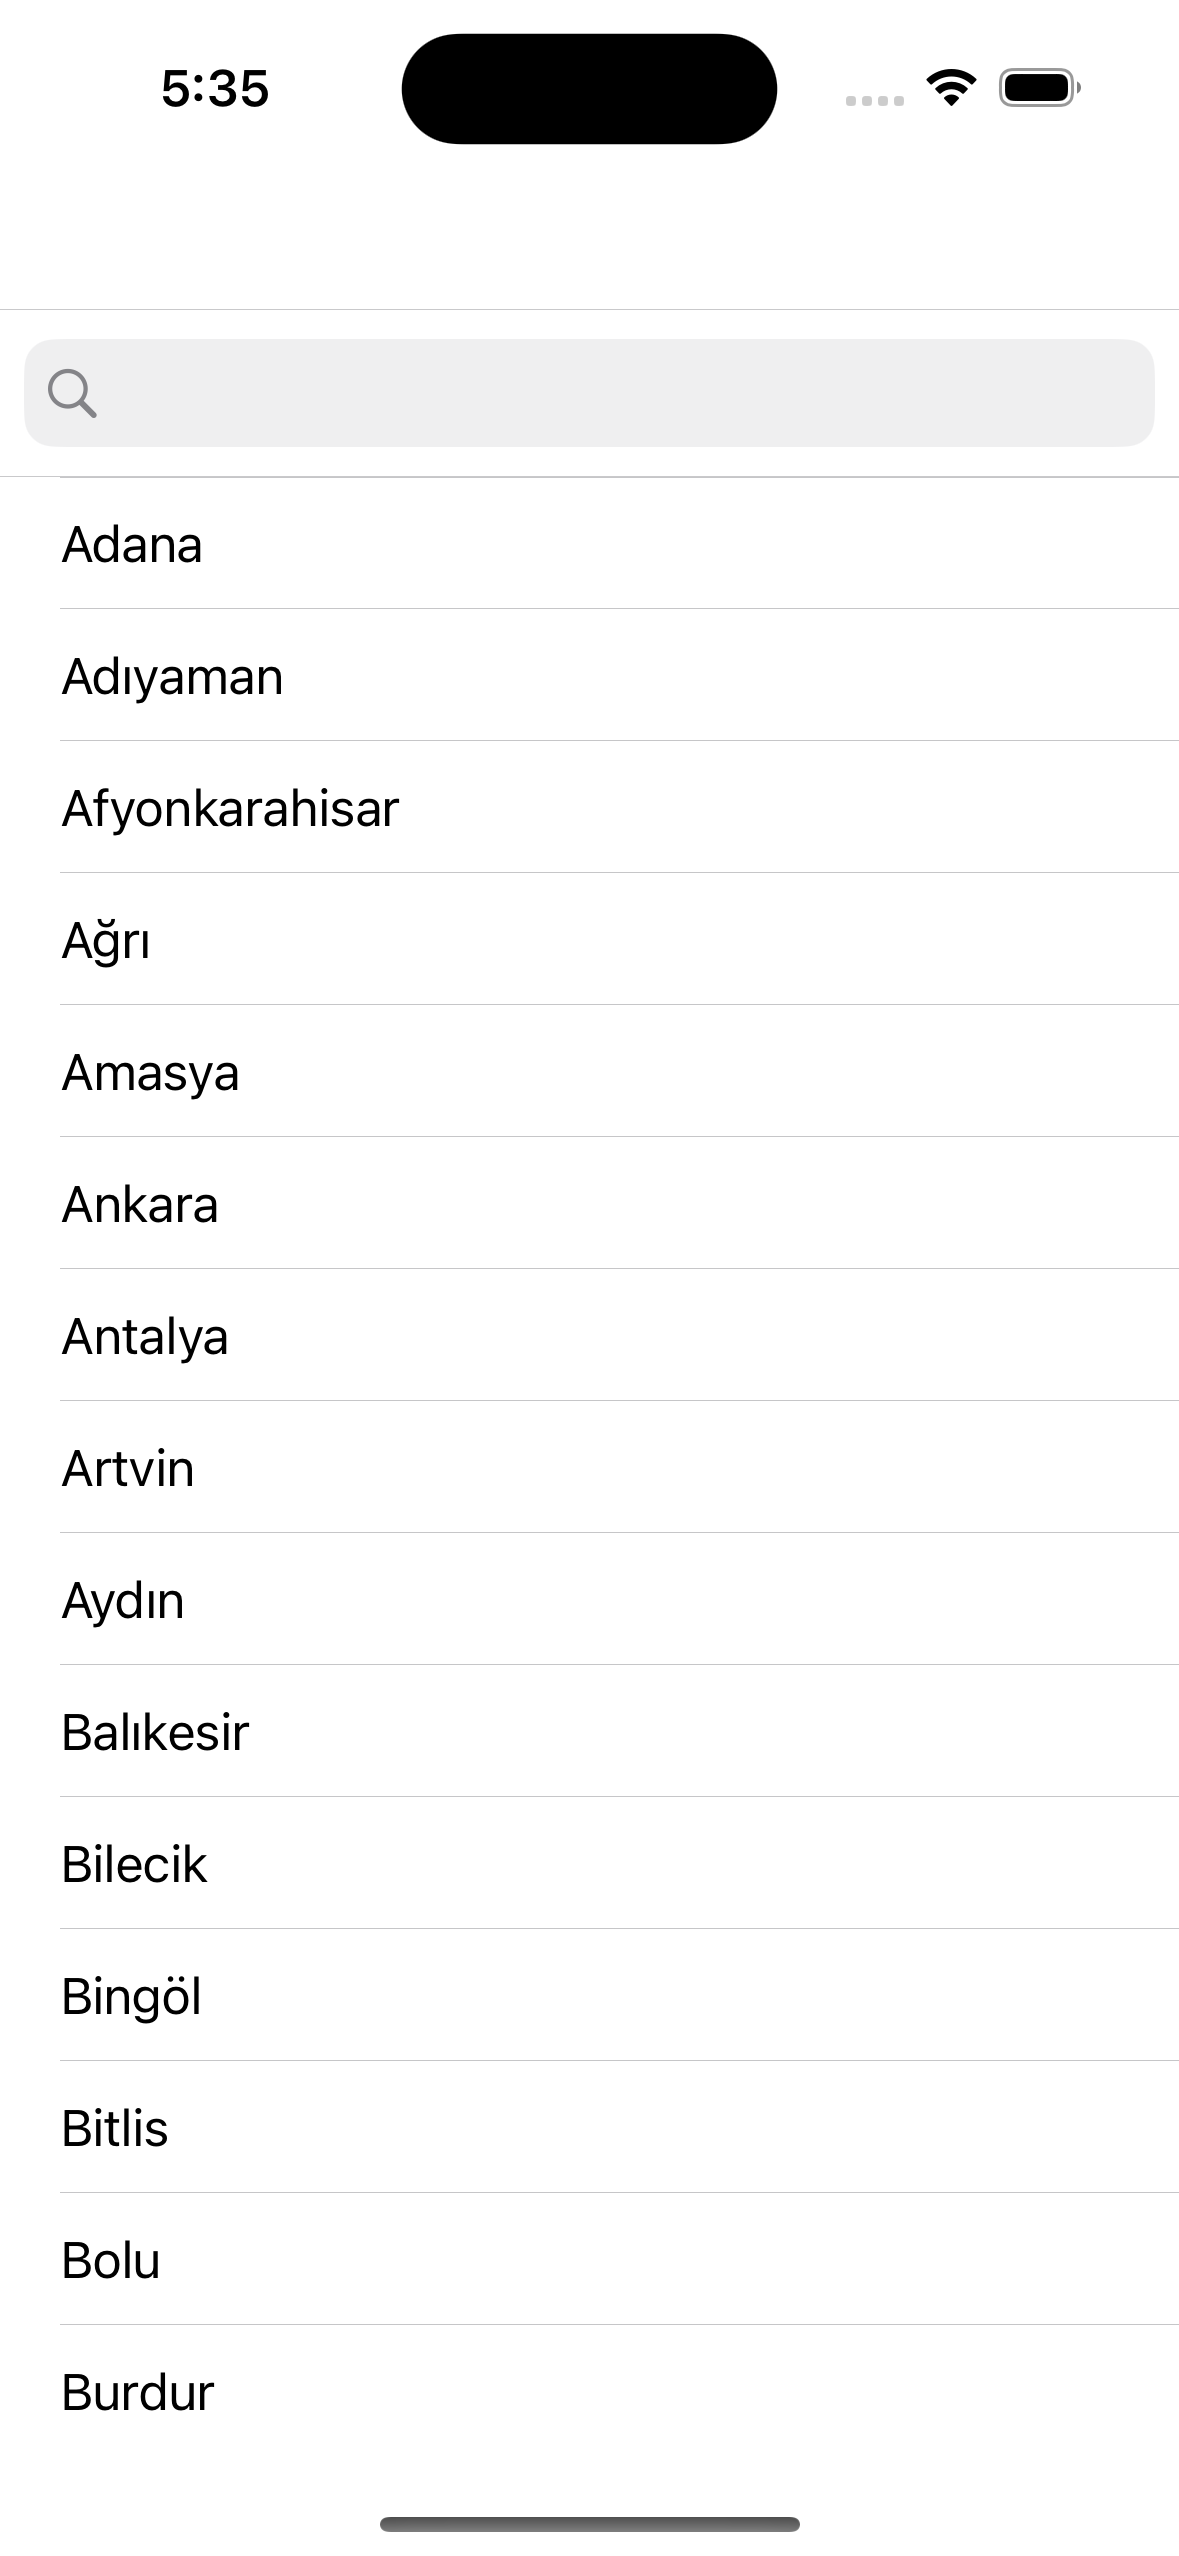 5:35
Adana
Adıyaman
Afyonkarahisar
Ağrı
Amasya
Ankara
Antalya
Artvin
Aydın
Balıkesir
Bilecik
Bingöl
Bitlis
Bolu
Burdur